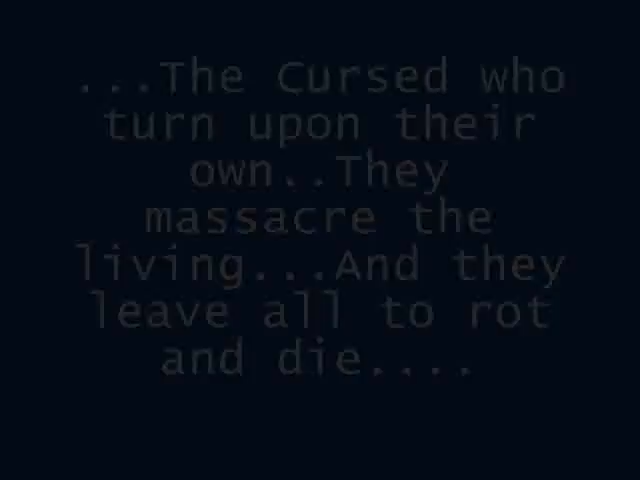 ...The Cursed who
turn upon their
own..They
massacre the
living...And they
leave all to rot
and die....